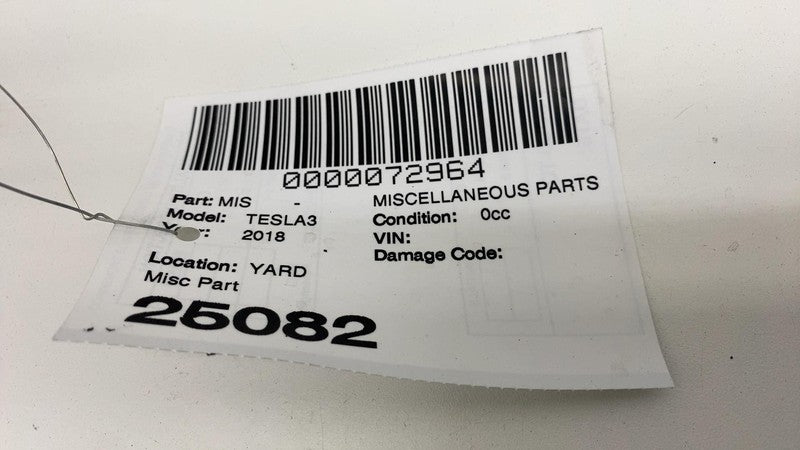 0000072964
Part: MIS - MISCELLANEOUS PARTS
Model: TESLA3 Condition: 0cc
2018 VIN:
Damage Code:
Location: YARD
Misc Part
25082